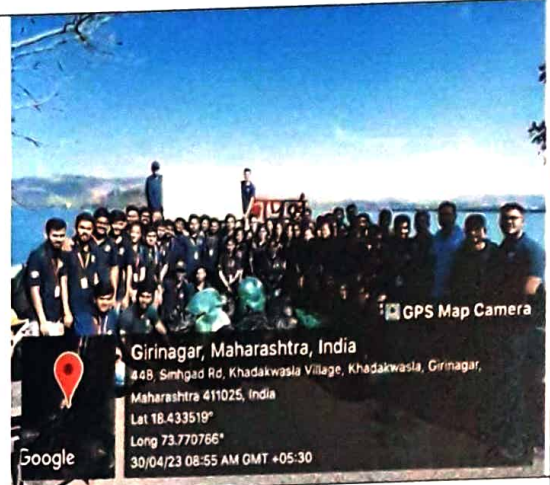 GPS Map Camera
Girinagar, Maharashtra, India
448, Sinhgad Rd, Khadakwasla Village, Khadakwasla, Girinagar,
Maharashtra 411025, India
Lat 18.433519°
Long 73.770766°
30/04/23 08:55 AM GMT +05:30
Google